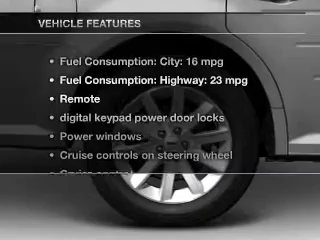 VEHICLE FEATURES
• Fuel Consumption: City: 16 mpg
• Fuel Consumption: Highway: 23 mpg
• Remote
• digital keypad power door locks
• Power windows
• Cruise controls on steering wheel